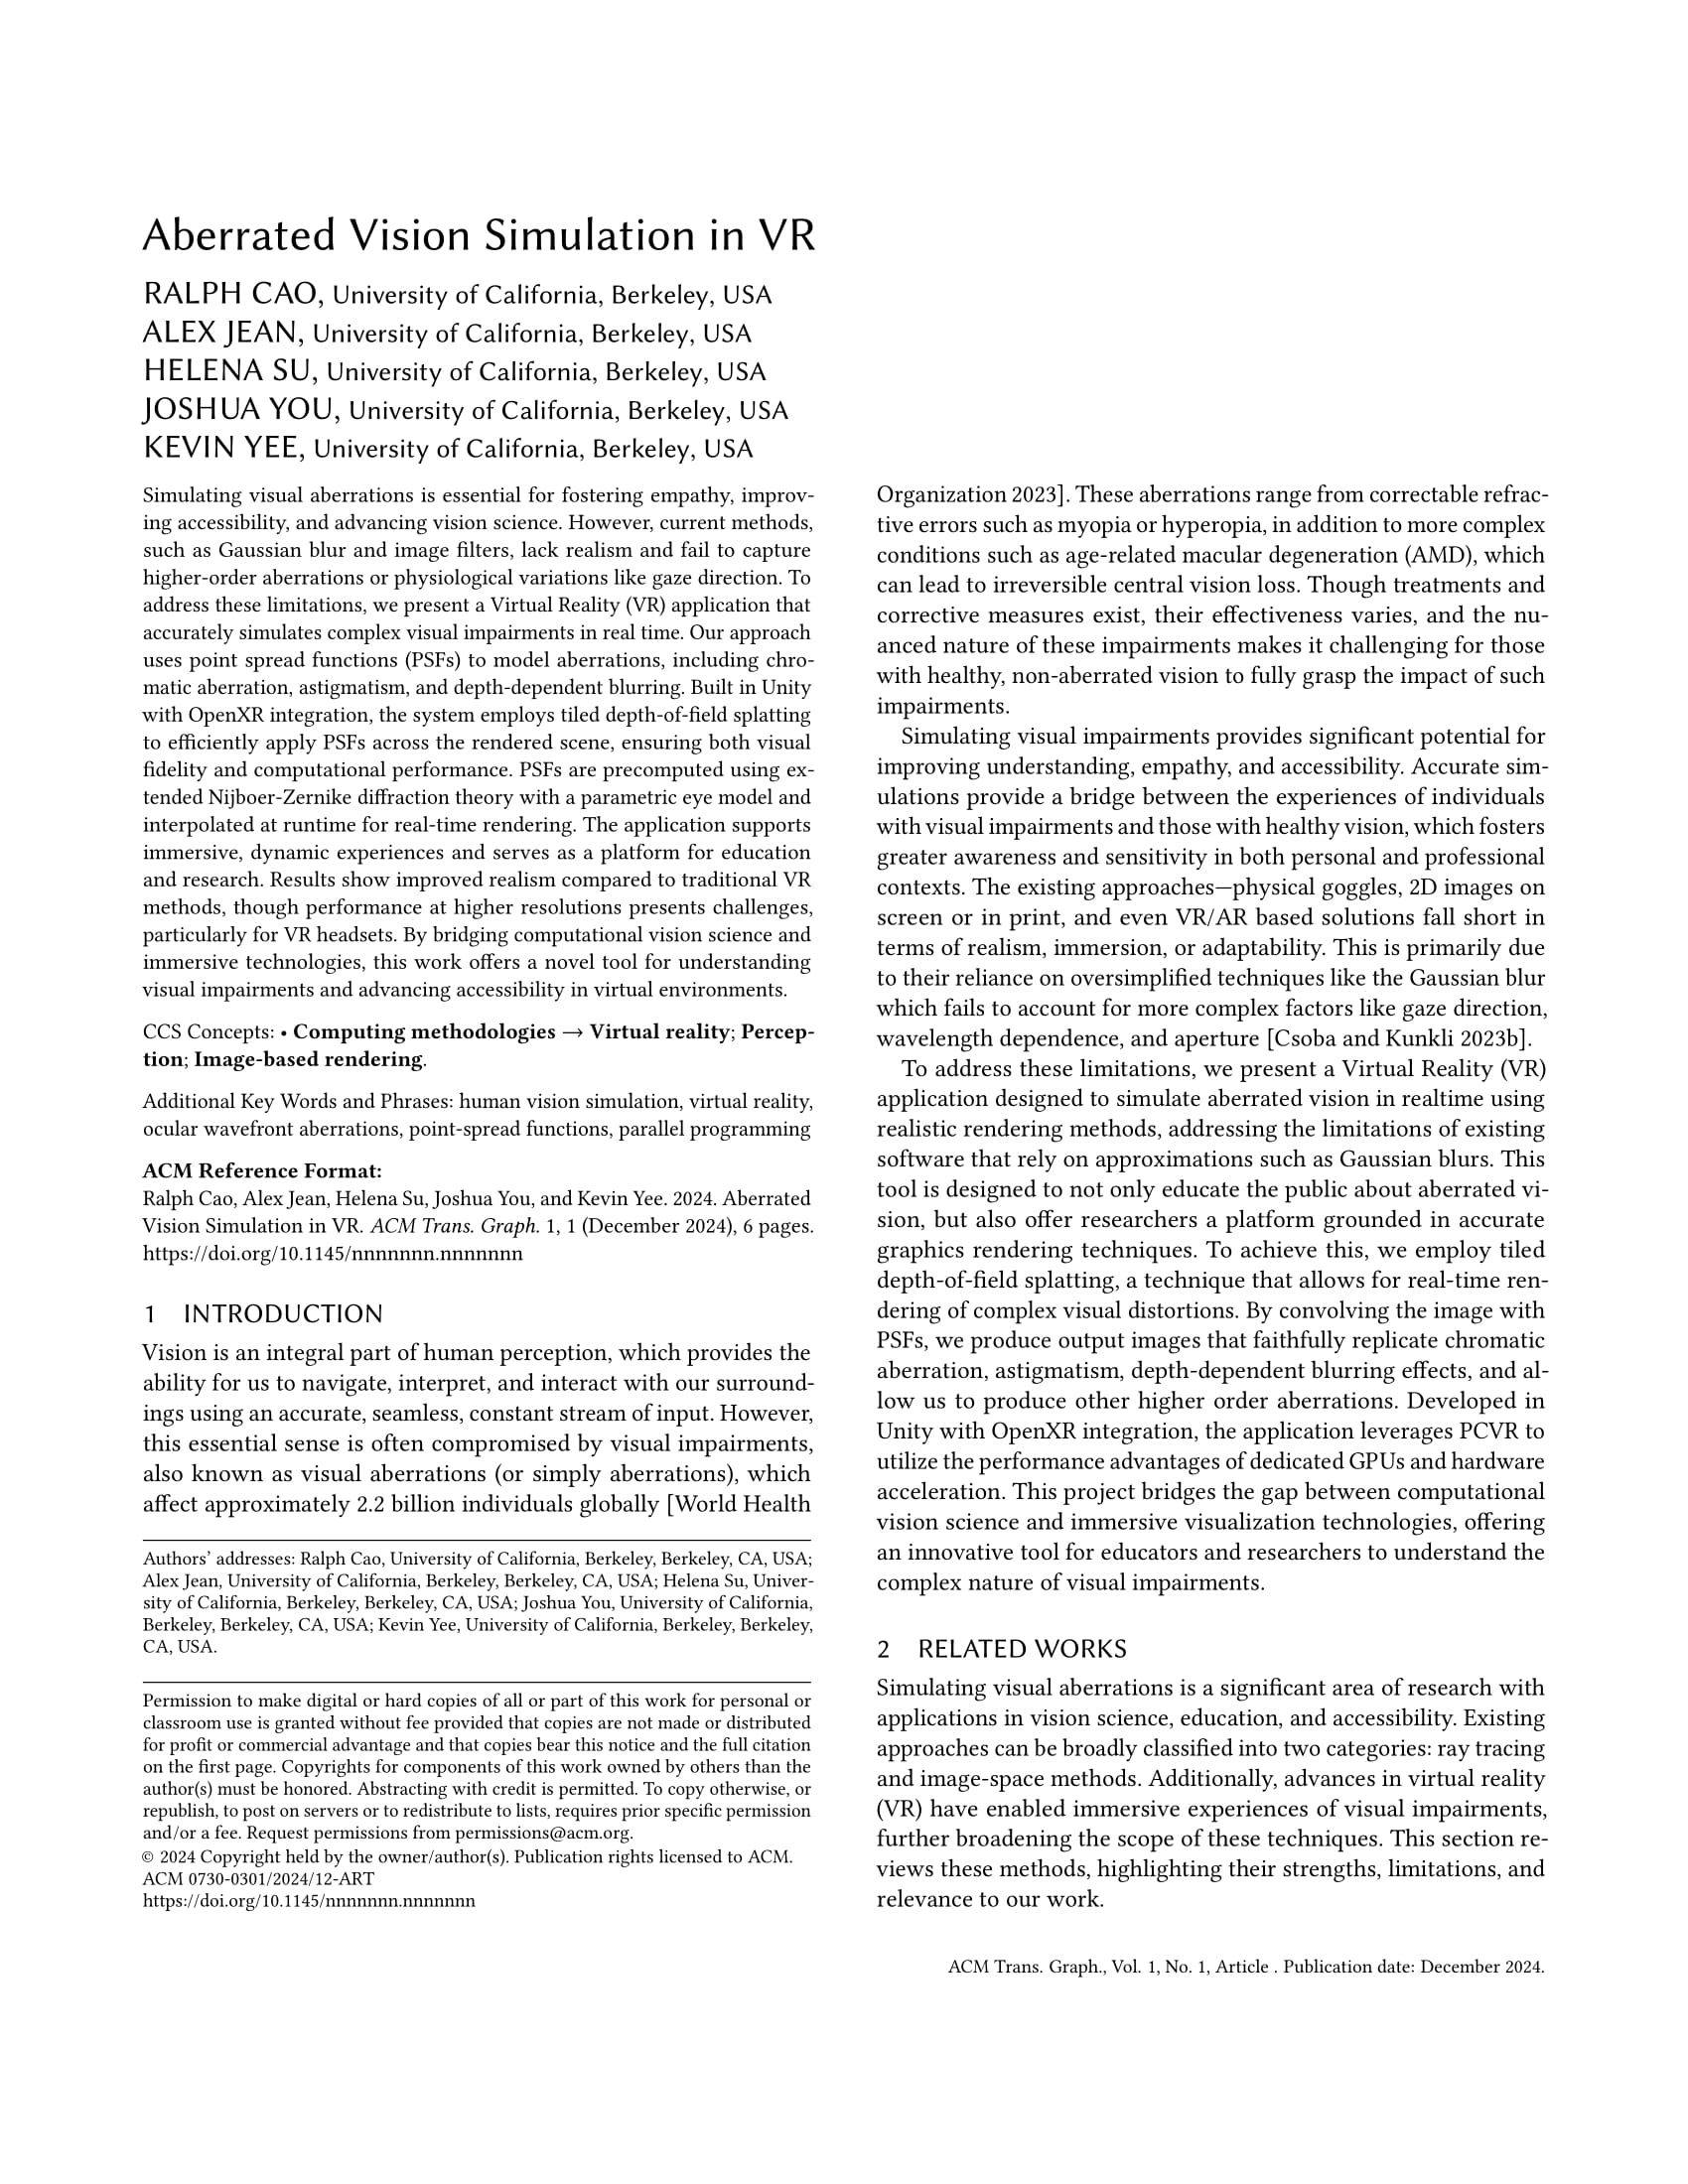 Aberrated Vision Simulation in VR
RALPH CAO, University of California, Berkeley, USA
ALEX JEAN, University of California, Berkeley, USA
HELENA SU, University of California, Berkeley, USA
JOSHUA YOU, University of California, Berkeley, USA
KEVIN YEE, University of California, Berkeley, USA
Simulating visual aberrations is essential for fostering empathy, improv-
ing accessibility, and advancing vision science. However, current methods,
such as Gaussian blur and image filters, lack realism and fail to capture
higher-order aberrations or physiological variations like gaze direction. To
address these limitations, we present a Virtual Reality (VR) application that
accurately simulates complex visual impairments in real time. Our approach
uses point spread functions (PSFs) to model aberrations, including chro-
matic aberration, astigmatism, and depth-dependent blurring. Built in Unity
with OpenXR integration, the system employs tiled depth-of-field splatting
to efficiently apply PSFs across the rendered scene, ensuring both visual
fidelity and computational performance. PSFs are precomputed using ex-
tended Nijboer-Zernike diffraction theory with a parametric eye model and
interpolated at runtime for real-time rendering. The application supports
immersive, dynamic experiences and serves as a platform for education
and research. Results show improved realism compared to traditional VR
methods, though performance at higher resolutions presents challenges,
particularly for VR headsets. By bridging computational vision science and
immersive technologies, this work offers a novel tool for understanding
visual impairments and advancing accessibility in virtual environments.
CCS Concepts: • Computing methodologies → Virtual reality; Percep-
tion; Image-based rendering.
Additional Key Words and Phrases: human vision simulation, virtual reality,
ocular wavefront aberrations, point-spread functions, parallel programming
ACM Reference Format:
Ralph Cao, Alex Jean, Helena Su, Joshua You, and Kevin Yee. 2024. Aberrated
Vision Simulation in VR. ACM Trans. Graph. 1, 1 (December 2024), 6 pages.
https://doi.org/10.1145/nnnnnnn.nnnnnnn
1 INTRODUCTION
Vision is an integral part of human perception, which provides the
ability for us to navigate, interpret, and interact with our surround-
ings using an accurate, seamless, constant stream of input. However,
this essential sense is often compromised by visual impairments,
also known as visual aberrations (or simply aberrations), which
affect approximately 2.2 billion individuals globally [World Health
Authors' addresses: Ralph Cao, University of California, Berkeley, Berkeley, CA, USA;
Alex Jean, University of California, Berkeley, Berkeley, CA, USA; Helena Su, Univer-
sity of California, Berkeley, Berkeley, CA, USA; Joshua You, University of California,
Berkeley, Berkeley, CA, USA; Kevin Yee, University of California, Berkeley, Berkeley,
CA, USA.
Permission to make digital or hard copies of all or part of this work for personal or
classroom use is granted without fee provided that copies are not made or distributed
for profit or commercial advantage and that copies bear this notice and the full citation
on the first page. Copyrights for components of this work owned by others than the
author(s) must be honored. Abstracting with credit is permitted. To copy otherwise, or
republish, to post on servers or to redistribute to lists, requires prior specific permission
and/or a fee. Request permissions from permissions@acm.org.
© 2024 Copyright held by the owner/author(s). Publication rights licensed to ACM.
ACM 0730-0301/2024/12-ART
https://doi.org/10.1145/nnnnnnn.nnnnnnn
Organization 2023]. These aberrations range from correctable refrac-
tive errors such as myopia or hyperopia, in addition to more complex
conditions such as age-related macular degeneration (AMD), which
can lead to irreversible central vision loss. Though treatments and
corrective measures exist, their effectiveness varies, and the nu-
anced nature of these impairments makes it challenging for those
with healthy, non-aberrated vision to fully grasp the impact of such
impairments.
Simulating visual impairments provides significant potential for
improving understanding, empathy, and accessibility. Accurate sim-
ulations provide a bridge between the experiences of individuals
with visual impairments and those with healthy vision, which fosters
greater awareness and sensitivity in both personal and professional
contexts. The existing approaches—physical goggles, 2D images on
screen or in print, and even VR/AR based solutions fall short in
terms of realism, immersion, or adaptability. This is primarily due
to their reliance on oversimplified techniques like the Gaussian blur
which fails to account for more complex factors like gaze direction,
wavelength dependence, and aperture [Csoba and Kunkli 2023b].
To address these limitations, we present a Virtual Reality (VR)
application designed to simulate aberrated vision in realtime using
realistic rendering methods, addressing the limitations of existing
software that rely on approximations such as Gaussian blurs. This
tool is designed to not only educate the public about aberrated vi-
sion, but also offer researchers a platform grounded in accurate
graphics rendering techniques. To achieve this, we employ tiled
depth-of-field splatting, a technique that allows for real-time ren-
dering of complex visual distortions. By convolving the image with
PSFs, we produce output images that faithfully replicate chromatic
aberration, astigmatism, depth-dependent blurring effects, and al-
low us to produce other higher order aberrations. Developed in
Unity with OpenXR integration, the application leverages PCVR to
utilize the performance advantages of dedicated GPUs and hardware
acceleration. This project bridges the gap between computational
vision science and immersive visualization technologies, offering
an innovative tool for educators and researchers to understand the
complex nature of visual impairments.
2 RELATED WORKS
Simulating visual aberrations is a significant area of research with
applications in vision science, education, and accessibility. Existing
approaches can be broadly classified into two categories: ray tracing
and image-space methods. Additionally, advances in virtual reality
(VR) have enabled immersive experiences of visual impairments,
further broadening the scope of these techniques. This section re-
views these methods, highlighting their strengths, limitations, and
relevance to our work.
ACM Trans. Graph., Vol. 1, No. 1, Article . Publication date: December 2024.